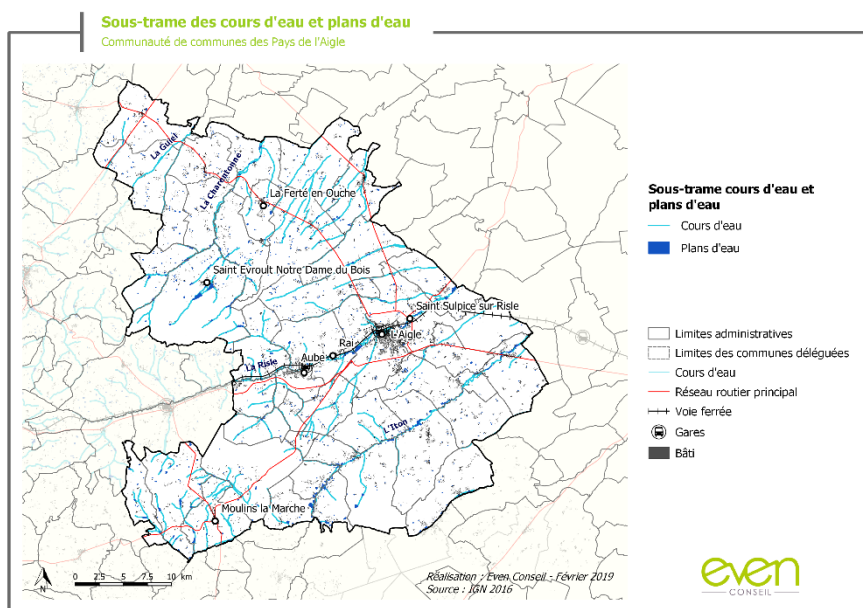 Sous-trame des cours d'eau et plans d'eau
Communauté de communes des Pays de l'Aigle
La Guiel
La Charentonne
La Ferté en Ouche
Saint Evroult Notre Dame du Bois
Saint Sulpice sur Risle
l'Aigle
Rai
Aube
La Risle
L'Iton
Moulins la Marche
Sous-trame cours d'eau et
plans d'eau
Cours d'eau
Plans d'eau
Limites administratives
Limites des communes déléguées
Cours d'eau
Réseau routier principal
Voie ferrée
Gares
Bâti
N
0 2.5 5 7.5 10 km
Réalisation : Even Conseil - Février 2019
Source : IGN 2016
even
CONSEIL